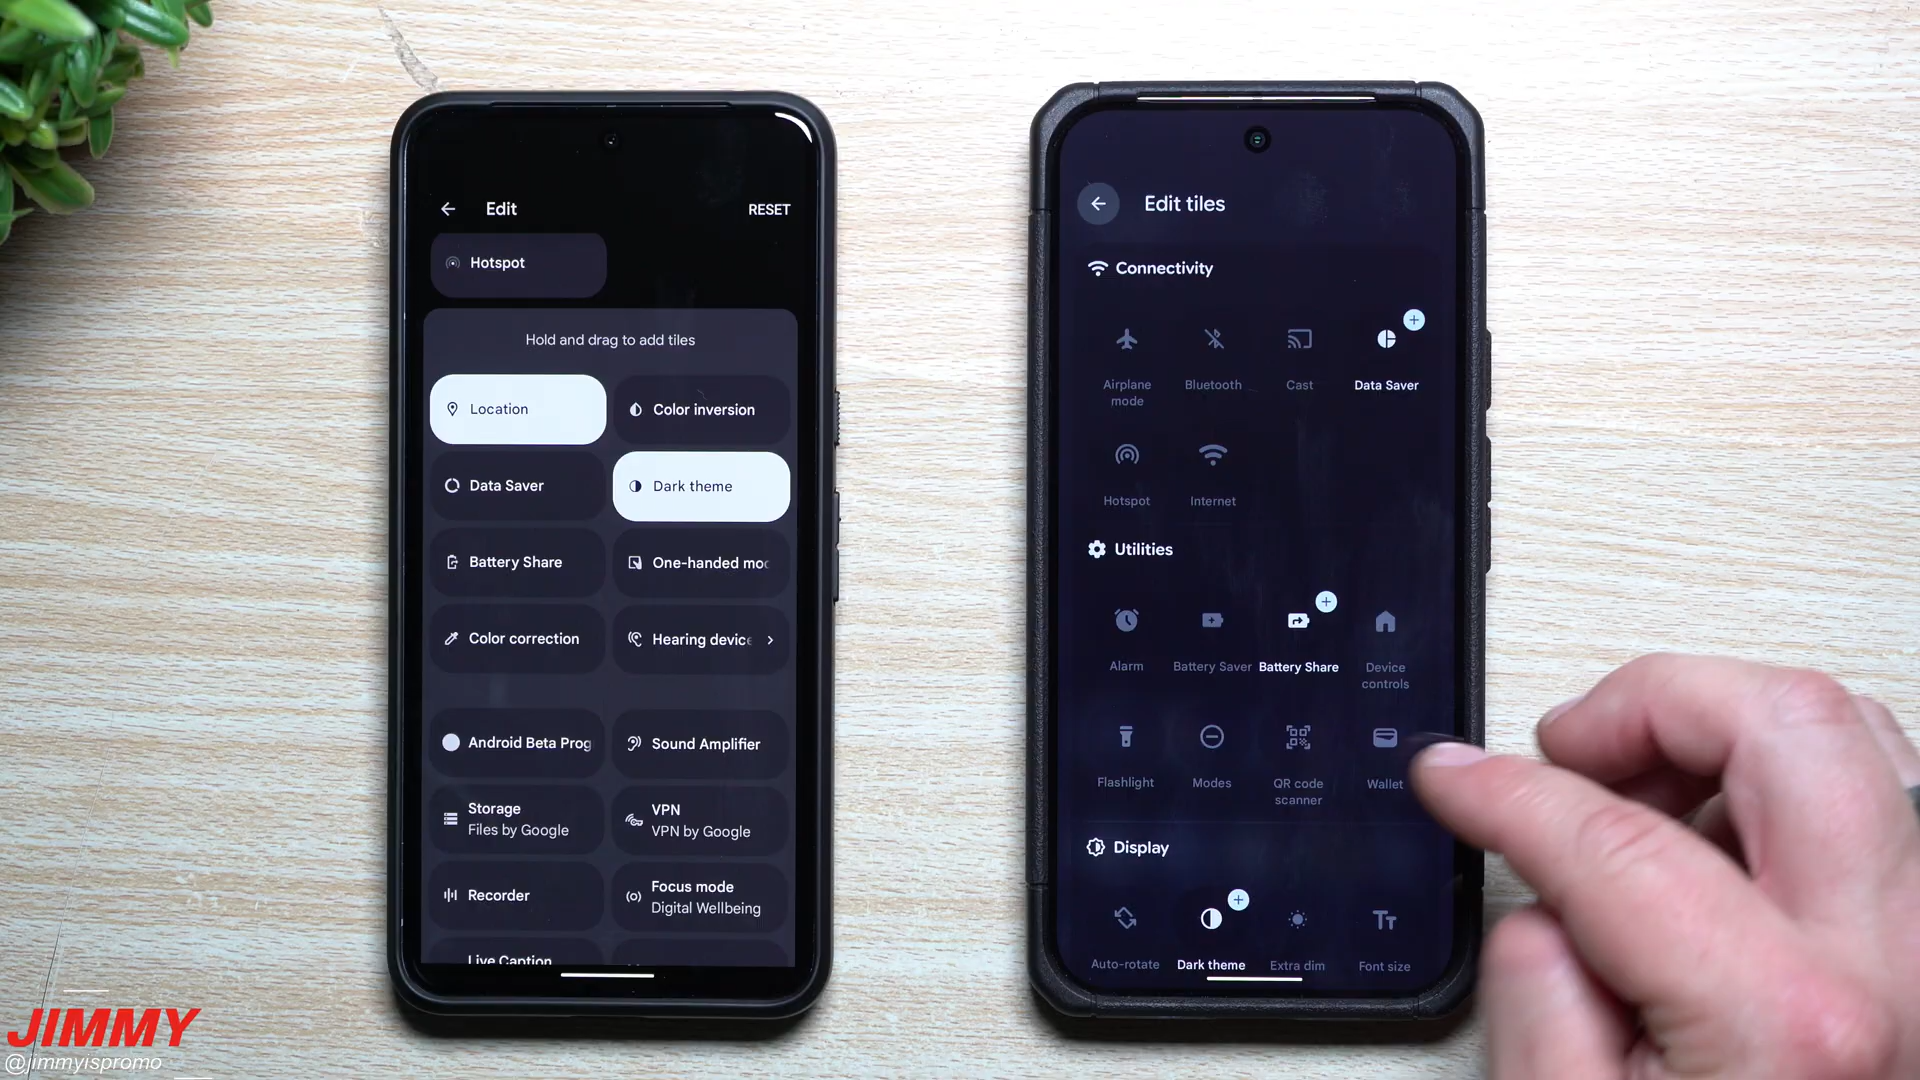 Edit
RESET
Hotspot
Hold and drag to add tiles
Location
Color inversion
Data Saver
Dark theme
Battery Share
One-handed mo
Color correction
Hearing device
Android Beta Prog
Sound Amplifier
Storage
Files by Google
VPN
VPN by Google
Recorder
Focus mode
Digital Wellbeing
Live Caption
Edit tiles
Connectivity
Airplane
mode
Bluetooth
Cast
Data Saver
Hotspot
Internet
Utilities
Alarm
Battery Saver
Battery Share
Device
controls
Flashlight
Modes
QR code
scanner
Wallet
Display
Auto-rotate
Dark theme
Extra dim
Tт
Font size
JIMMY
@jimmyispromo